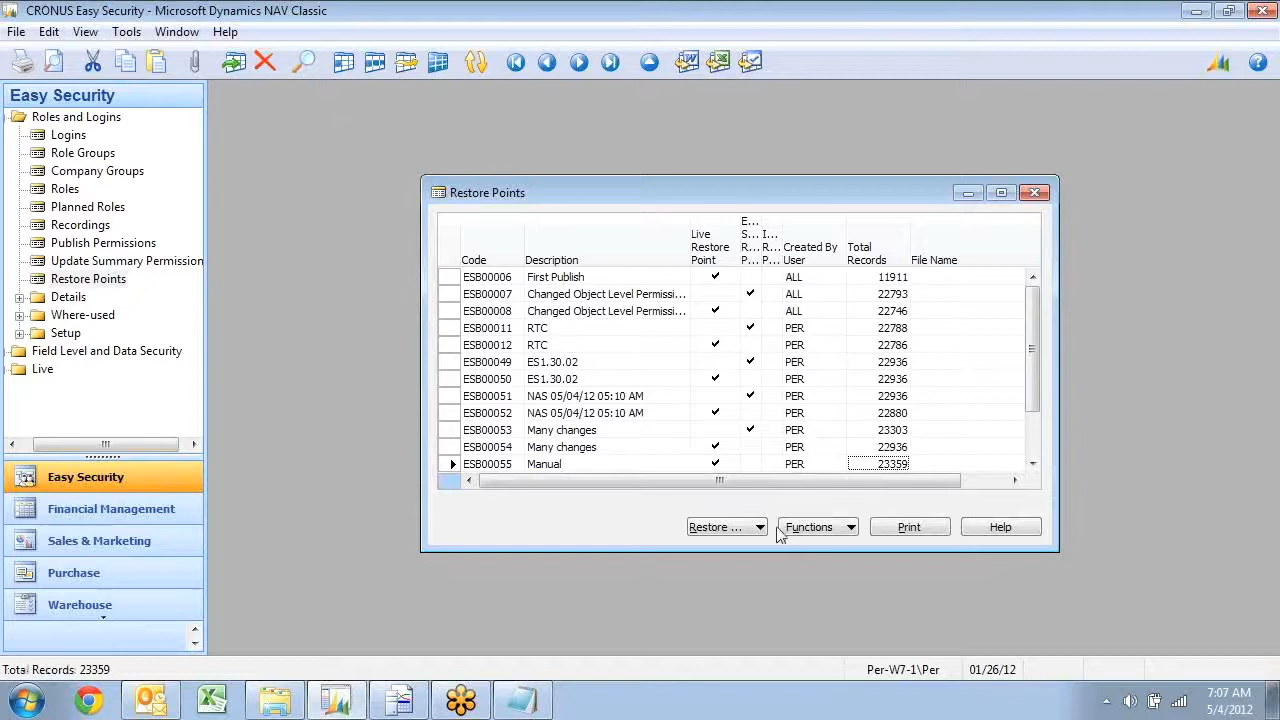 CRONUS Easy Security - Microsoft Dynamics NAV Classic
File Edit View Tools Window Help
Easy Security
Roles and Logins
Logins
Role Groups
Company Groups
Roles
Planned Roles
Recordings
Publish Permissions
Update Summary Permission
Restore Points
Details
Where-used
Setup
Field Level and Data Security
Live
Easy Security
Financial Management
Sales & Marketing
Purchase
Warehouse
Restore Points
Code Description Live Restore Point E... S... R... P... I... R... P... Created By User Total Records File Name
ESB00006 First Publish ALL 11911
ESB00007 Changed Object Level Permissi... ALL 22793
ESB00008 Changed Object Level Permissi... ALL 22746
ESB00011 RTC PER 22788
ESB00012 RTC PER 22786
ESB00049 ES1.30.02 PER 22936
ESB00050 ES1.30.02 PER 22936
ESB00051 NAS 05/04/12 05:10 AM PER 22936
ESB00052 NAS 05/04/12 05:10 AM PER 22880
ESB00053 Many changes PER 23303
ESB00054 Many changes PER 22936
ESB00055 Manual PER 23359
Restore ... Functions Print Help
Total Records: 23359 Per-W7-1\Per 01/26/12
7:07 AM
5/4/2012